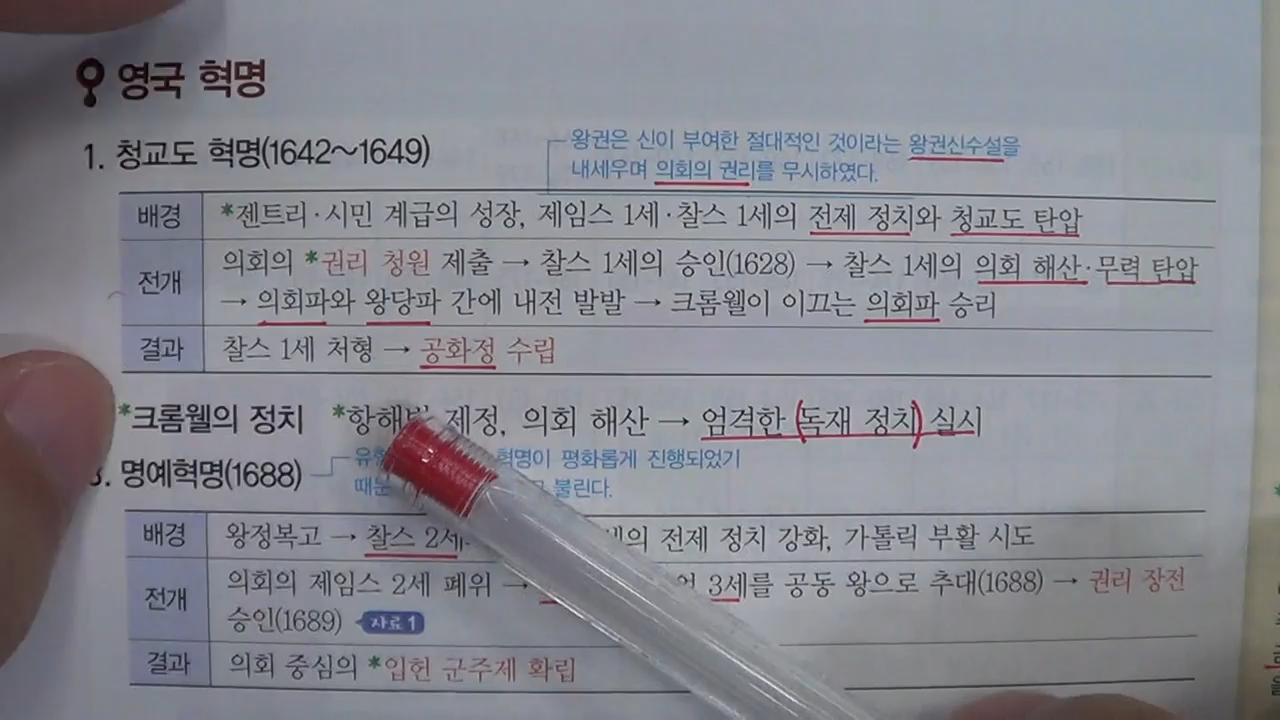 영국 혁명
1. 청교도 혁명(1642~1649)
왕권은 신이 부여한 절대적인 것이라는 왕권신수설을
내세우며 의회의 권리를 무시하였다.
배경 *젠트리·시민 계급의 성장, 제임스 1세·찰스 1세의 전제 정치와 청교도 탄압
전개 의회의 *권리 청원 제출 → 찰스 1세의 승인(1628) → 찰스 1세의 의회 해산·무력 탄압
→ 의회파와 왕당파 간에 내전 발발 → 크롬웰이 이끄는 의회파 승리
결과 찰스 1세 처형 → 공화정 수립
*크롬웰의 정치 *항해법 제정, 의회 해산 → 엄격한 (독재 정치) 실시
3. 명예혁명(1688)
혁명이 평화롭게 진행되었기
때문 불린다.
배경 왕정복고 → 찰스 2세 전제 정치 강화, 가톨릭 부활 시도
전개 의회의 제임스 2세 폐위 → 3세를 공동 왕으로 추대(1688) → 권리 장전
승인(1689) 자료 1
결과 의회 중심의 *입헌 군주제 확립